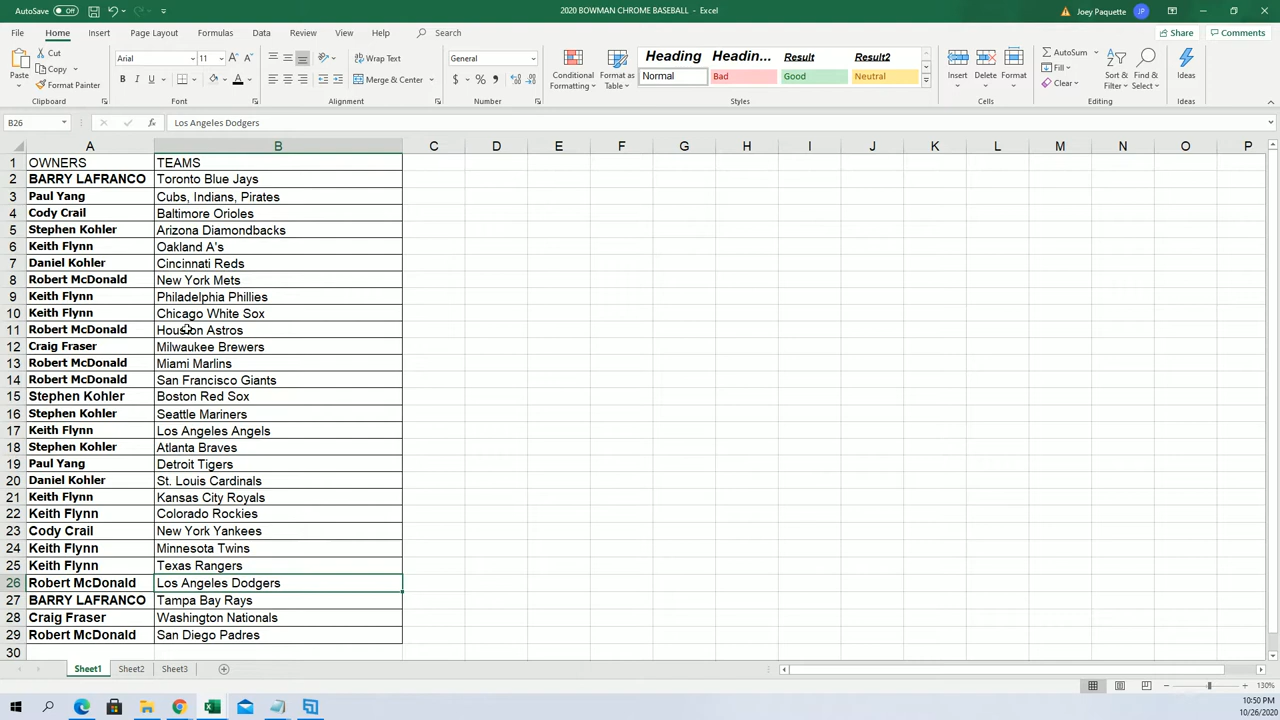 AutoSave Off
2020 BOWMAN CHROME BASEBALL - Excel
Joey Paquette JP
File Home Insert Page Layout Formulas Data Review View Help Search
Share Comments
Paste
Cut
Copy
Format Painter
Clipboard
Arial 11
B I U
Font
Wrap Text
Merge & Center
Alignment
General
$ % ,
Number
Conditional Formatting
Format as Table
Heading Headin... Result Result2
Normal Bad Good Neutral
Styles
Insert Delete Format
Cells
AutoSum
Fill
Clear
Sort & Filter
Find & Select
Editing
Ideas
Ideas
B26 fx Los Angeles Dodgers
A B C D E F G H I J K L M N O P
1 OWNERS TEAMS
2 BARRY LAFRANCO Toronto Blue Jays
3 Paul Yang Cubs, Indians, Pirates
4 Cody Crail Baltimore Orioles
5 Stephen Kohler Arizona Diamondbacks
6 Keith Flynn Oakland A's
7 Daniel Kohler Cincinnati Reds
8 Robert McDonald New York Mets
9 Keith Flynn Philadelphia Phillies
10 Keith Flynn Chicago White Sox
11 Robert McDonald Houston Astros
12 Craig Fraser Milwaukee Brewers
13 Robert McDonald Miami Marlins
14 Robert McDonald San Francisco Giants
15 Stephen Kohler Boston Red Sox
16 Stephen Kohler Seattle Mariners
17 Keith Flynn Los Angeles Angels
18 Stephen Kohler Atlanta Braves
19 Paul Yang Detroit Tigers
20 Daniel Kohler St. Louis Cardinals
21 Keith Flynn Kansas City Royals
22 Keith Flynn Colorado Rockies
23 Cody Crail New York Yankees
24 Keith Flynn Minnesota Twins
25 Keith Flynn Texas Rangers
26 Robert McDonald Los Angeles Dodgers
27 BARRY LAFRANCO Tampa Bay Rays
28 Craig Fraser Washington Nationals
29 Robert McDonald San Diego Padres
30
Sheet1 Sheet2 Sheet3
130%
10:50 PM
10/26/2020